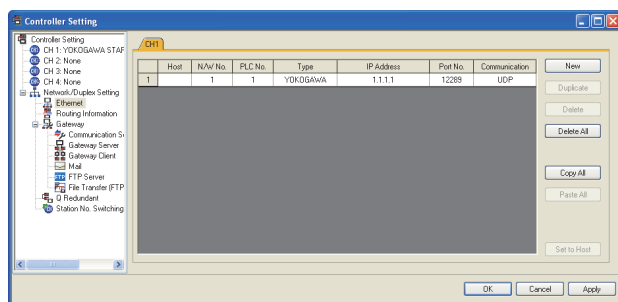 Controller Setting
Controller Setting
CH 1: YOKOGAWA STAR
CH 2: None
CH 3: None
CH 4: None
Network/Duplex Setting
Ethernet
Routing Information
Gateway
Communication S
Gateway Server
Gateway Client
Mail
FTP FTP Server
File Transfer (FTP
Q Redundant
Station No. Switching
CH1
Host N/W No. PLC No. Type IP Address Port No. Communication
1 1 1 YOKOGAWA 1.1.1.1 12289 UDP
New
Duplicate
Delete
Delete All
Copy All
Paste All
Set to Host
OK Cancel Apply